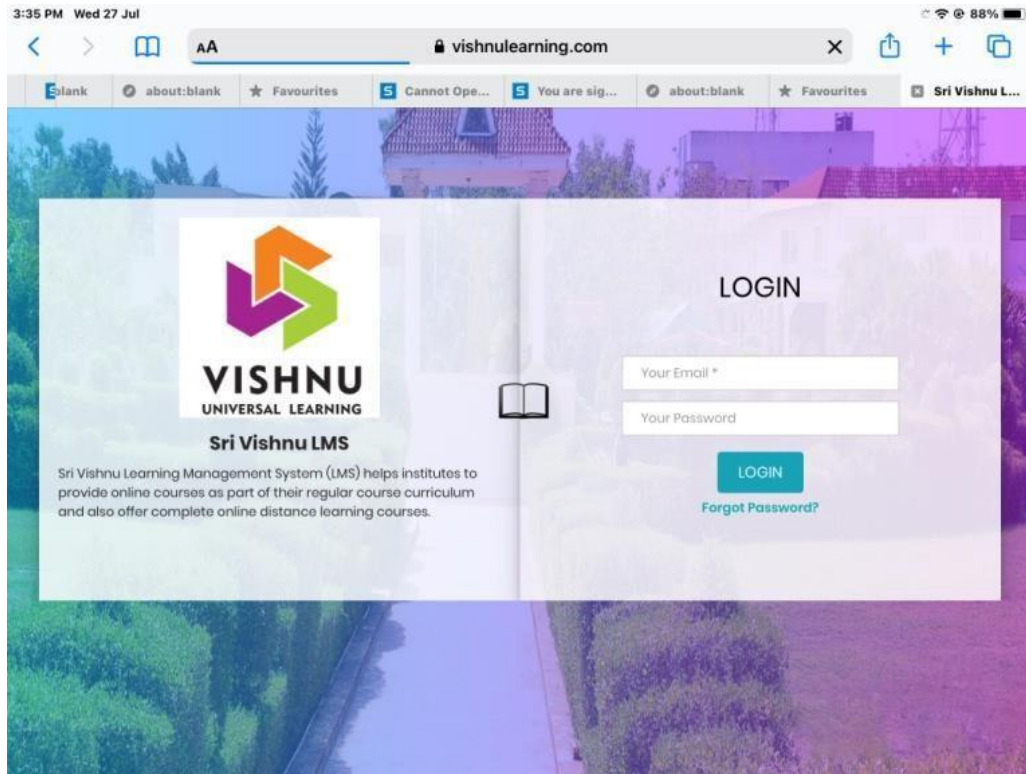 3:35 PM Wed 27 Jul
88%
AA
vishnulearning.com
blank
about:blank
Favourites
Cannot Ope...
You are sig...
about:blank
Favourites
Sri Vishnu L...
VISHNU
UNIVERSAL LEARNING
Sri Vishnu LMS
Sri Vishnu Learning Management System (LMS) helps institutes to
provide online courses as part of their regular course curriculum
and also offer complete online distance learning courses.
LOGIN
Your Email *
Your Password
LOGIN
Forgot Password?